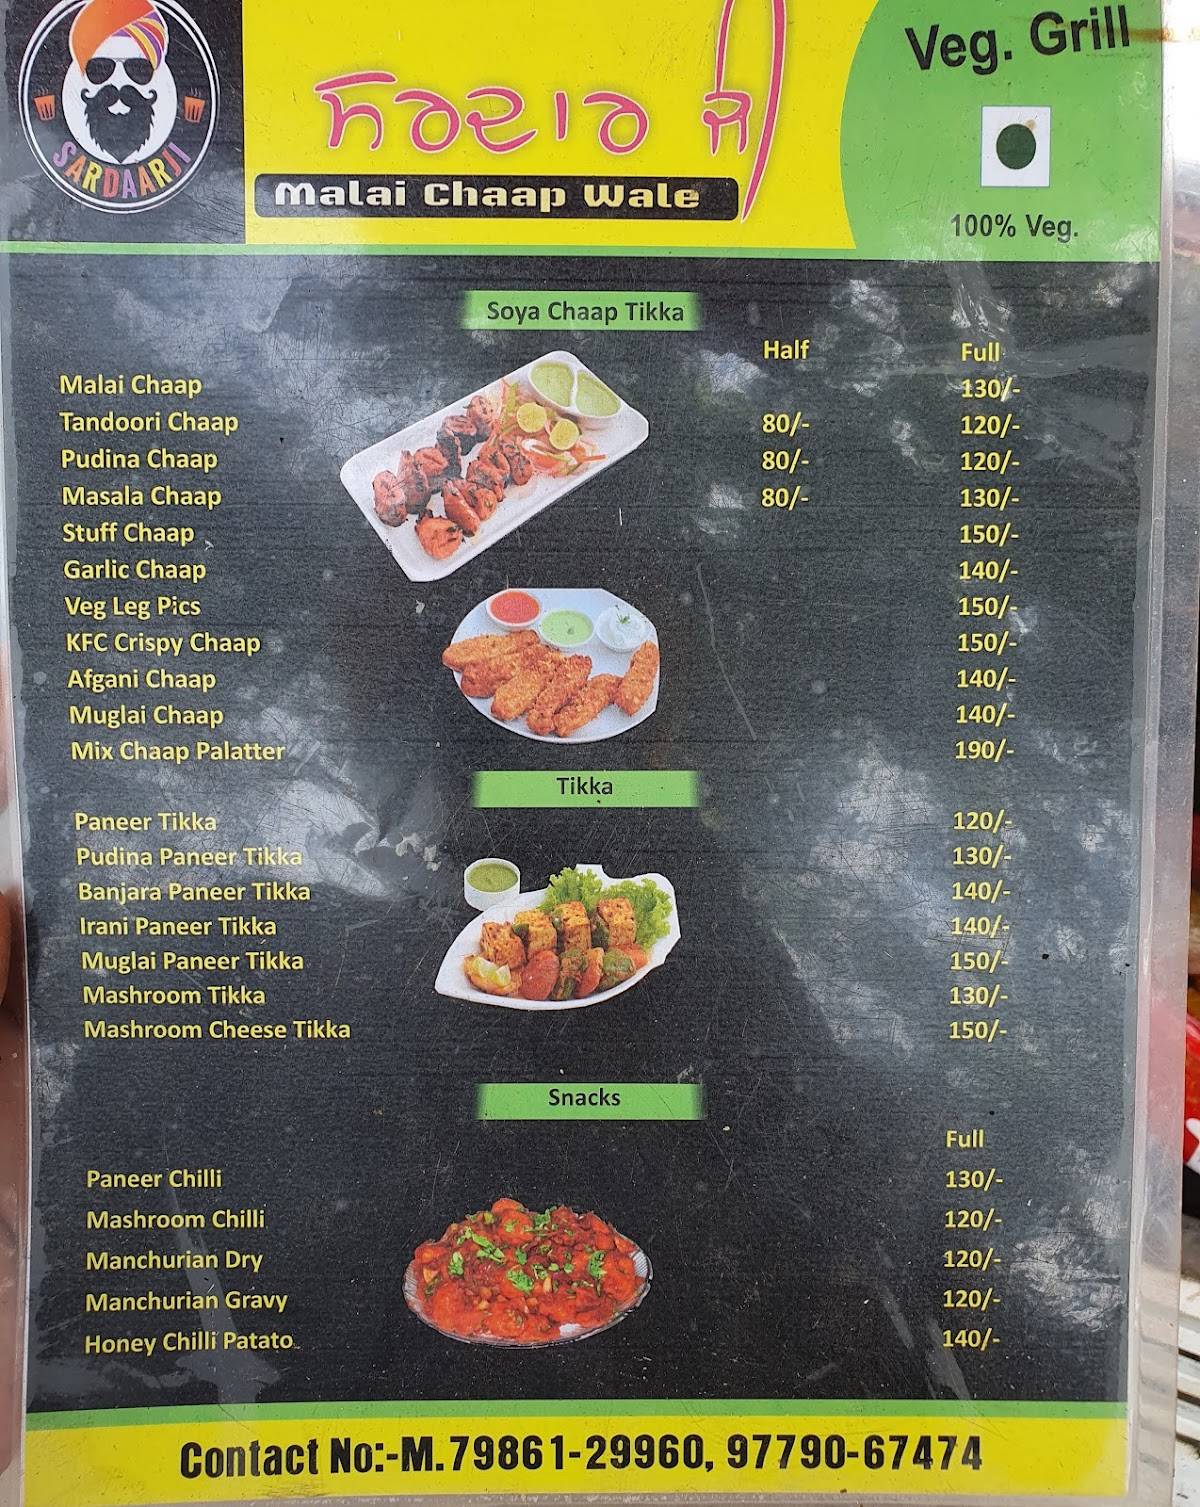 SARDAARJI
ਸਰਦਾਰ ਜੀ
Malai Chaap Wale
Veg. Grill
100% Veg.
Soya Chaap Tikka
Half Full
Malai Chaap 130/-
Tandoori Chaap 80/- 120/-
Pudina Chaap 80/- 120/-
Masala Chaap 80/- 130/-
Stuff Chaap 150/-
Garlic Chaap 140/-
Veg Leg Pics 150/-
KFC Crispy Chaap 150/-
Afgani Chaap 140/-
Muglai Chaap 140/-
Mix Chaap Palatter 190/-
Tikka
Paneer Tikka 120/-
Pudina Paneer Tikka 130/-
Banjara Paneer Tikka 140/-
Irani Paneer Tikka 140/-
Muglai Paneer Tikka 150/-
Mashroom Tikka 130/-
Mashroom Cheese Tikka 150/-
Snacks
Full
Paneer Chilli 130/-
Mashroom Chilli 120/-
Manchurian Dry 120/-
Manchurian Gravy 120/-
Honey Chilli Patato 140/-
Contact No:-M.79861-29960, 97790-67474